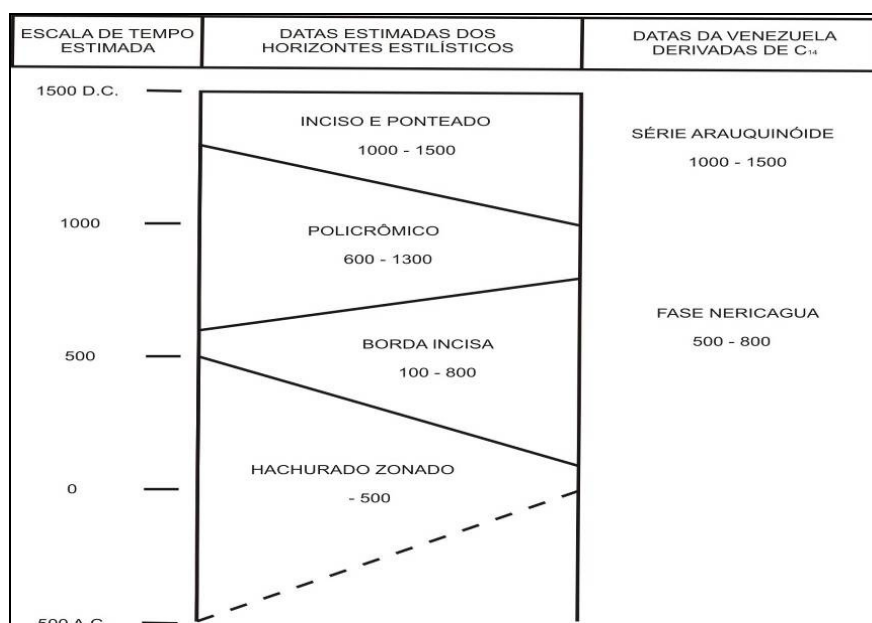 ESCALA DE TEMPO
ESTIMADA
DATAS ESTIMADAS DOS
HORIZONTES ESTILÍSTICOS
DATAS DA VENEZUELA
DERIVADAS DE C14
1500 D.C.
INCISO E PONTEADO
1000 - 1500
SÉRIE ARAUQUINÓIDE
1000 - 1500
1000
POLICRÔMICO
600 - 1300
FASE NERICAGUA
500 - 800
500
BORDA INCISA
100 - 800
HACHURADO ZONADO
- 500
0
500 A.C.